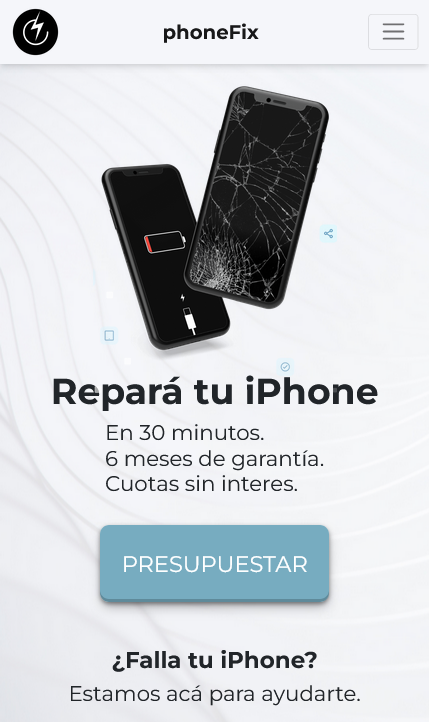 phoneFix
Repará tu iPhone
En 30 minutos.
6 meses de garantía.
Cuotas sin interes.
PRESUPUESTAR
¿Falla tu iPhone?
Estamos acá para ayudarte.